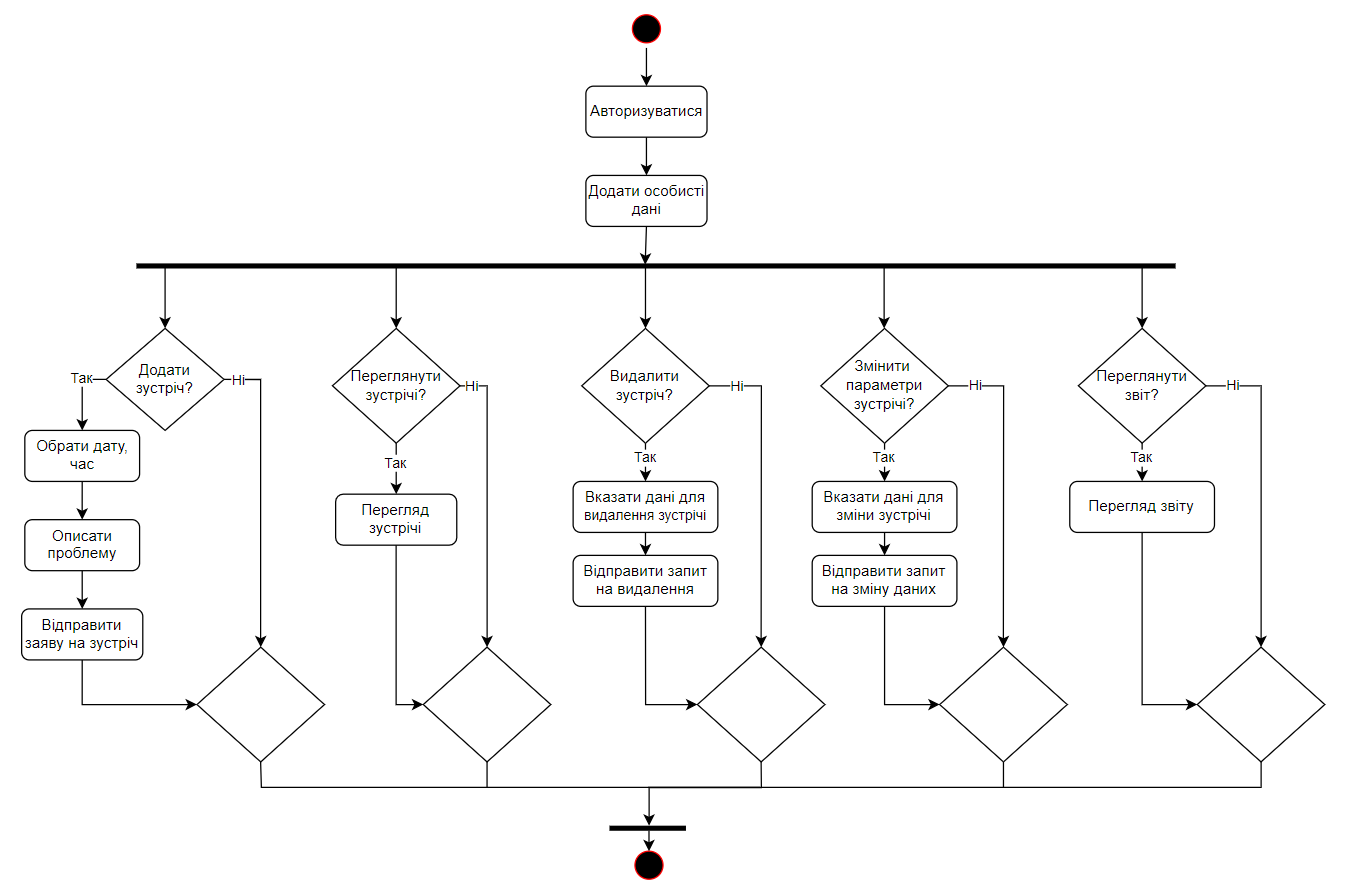 Авторизуватися
Додати особисті
дані
Додати
зустріч?
Так
Ні
Обрати дату,
час
Описати
проблему
Відправити
заяву на зустріч
Переглянути
зустрічі?
Ні
Так
Перегляд
зустрічі
Видалити
зустріч?
Ні
Так
Вказати дані для
видалення зустрічі
Відправити запит
на видалення
Змінити
параметри
зустрічі?
Ні
Так
Вказати дані для
зміни зустрічі
Відправити запит
на зміну даних
Переглянути
звіт?
Ні
Так
Перегляд звіту